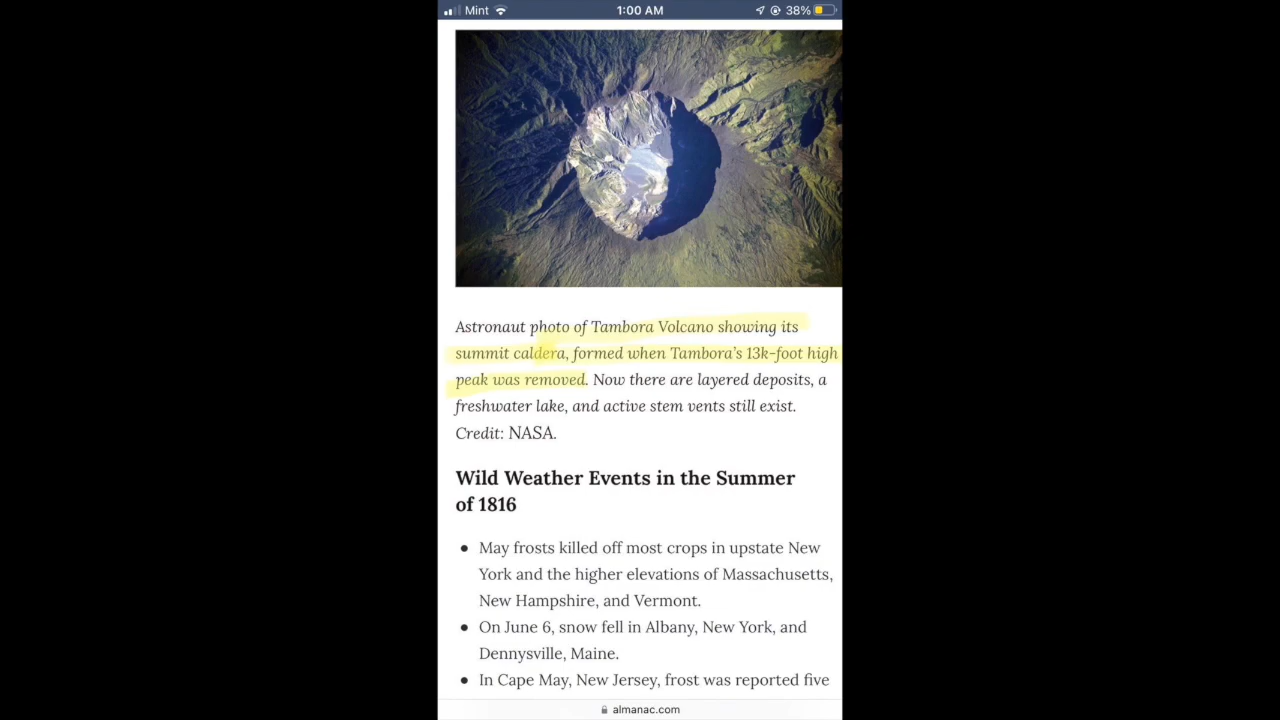 Mint 1:00 AM 38%
Astronaut photo of Tambora Volcano showing its
summit caldera, formed when Tambora's 13k-foot high
peak was removed. Now there are layered deposits, a
freshwater lake, and active stem vents still exist.
Credit: NASA.
Wild Weather Events in the Summer
of 1816
• May frosts killed off most crops in upstate New
York and the higher elevations of Massachusetts,
New Hampshire, and Vermont.
• On June 6, snow fell in Albany, New York, and
Dennysville, Maine.
• In Cape May, New Jersey, frost was reported five
almanac.com